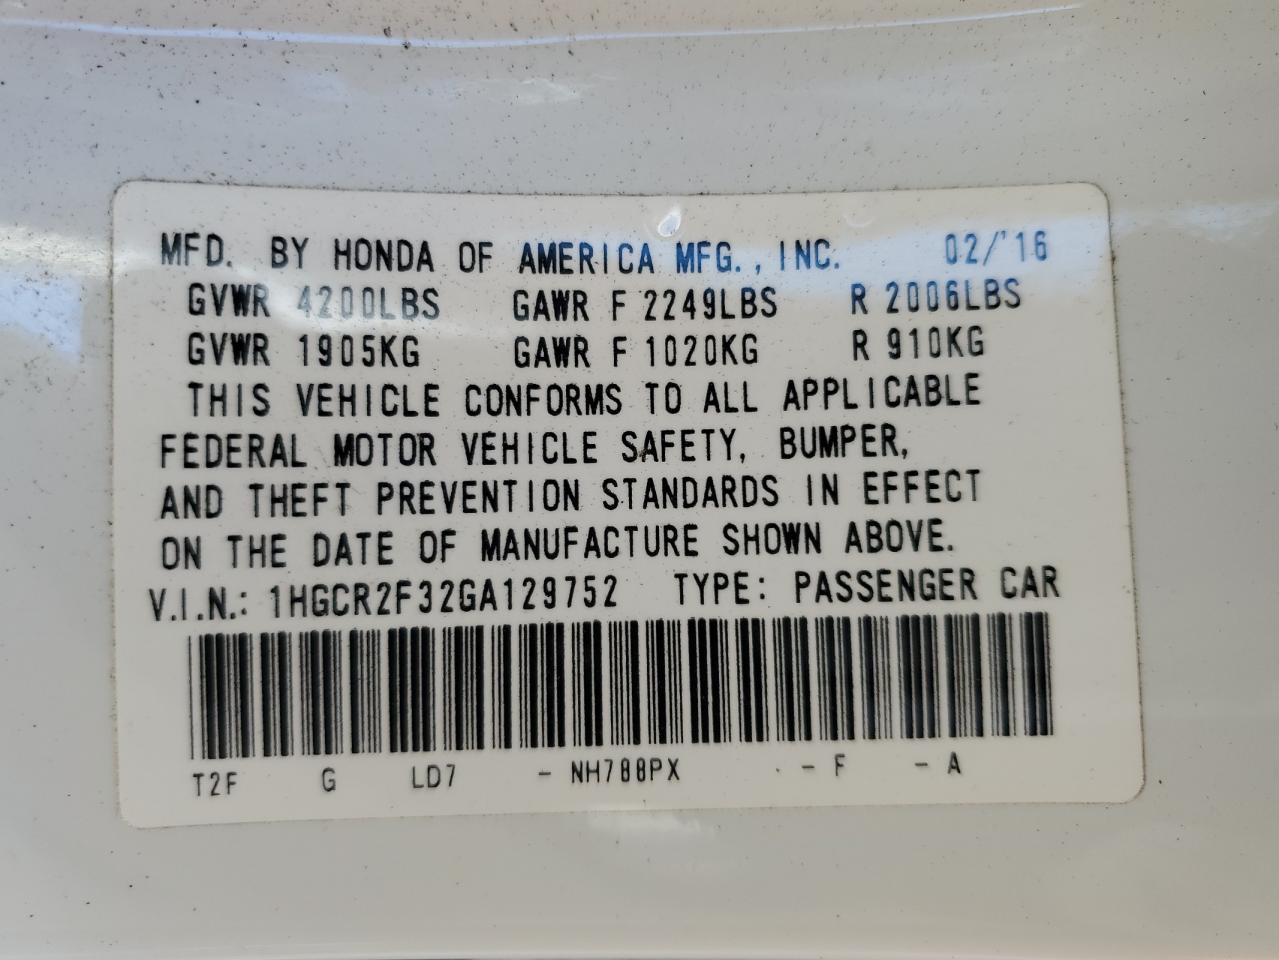 MFD. BY HONDA OF AMERICA MFG., INC. 02/'16
GVWR 4200LBS GAWR F 2249LBS R 2006LBS
GVWR 1905KG GAWR F 1020KG R 910KG
THIS VEHICLE CONFORMS TO ALL APPLICABLE
FEDERAL MOTOR VEHICLE SAFETY, BUMPER,
AND THEFT PREVENTION STANDARDS IN EFFECT
ON THE DATE OF MANUFACTURE SHOWN ABOVE.
V.I.N.: 1HGCR2F32GA129752 TYPE: PASSENGER CAR
T2F G LD7 - NH788PX - F - A